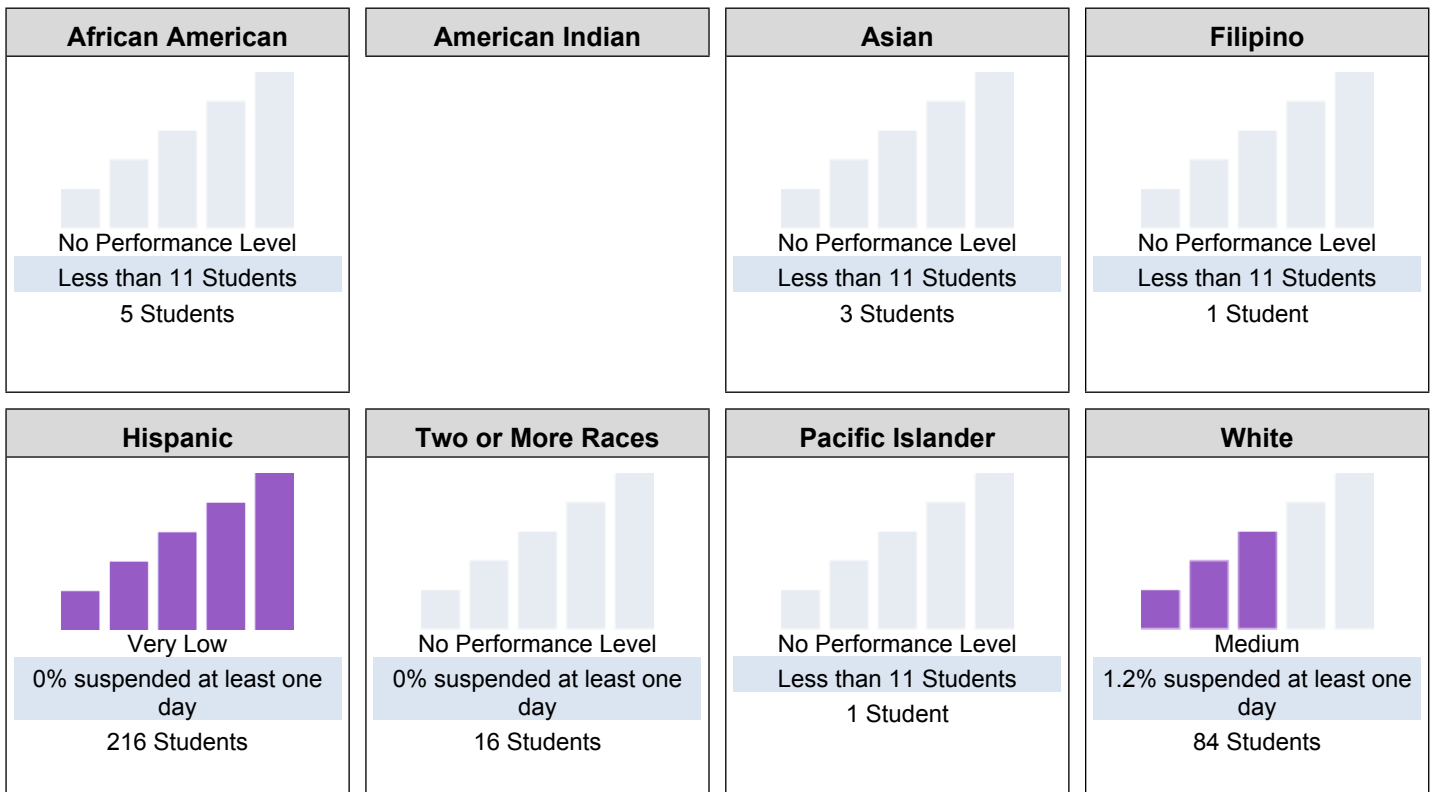 African American
No Performance Level
Less than 11 Students
5 Students
American Indian
Asian
No Performance Level
Less than 11 Students
3 Students
Filipino
No Performance Level
Less than 11 Students
1 Student
Hispanic
Very Low
0% suspended at least one
day
216 Students
Two or More Races
No Performance Level
0% suspended at least one
day
16 Students
Pacific Islander
No Performance Level
Less than 11 Students
1 Student
White
Medium
1.2% suspended at least one
day
84 Students